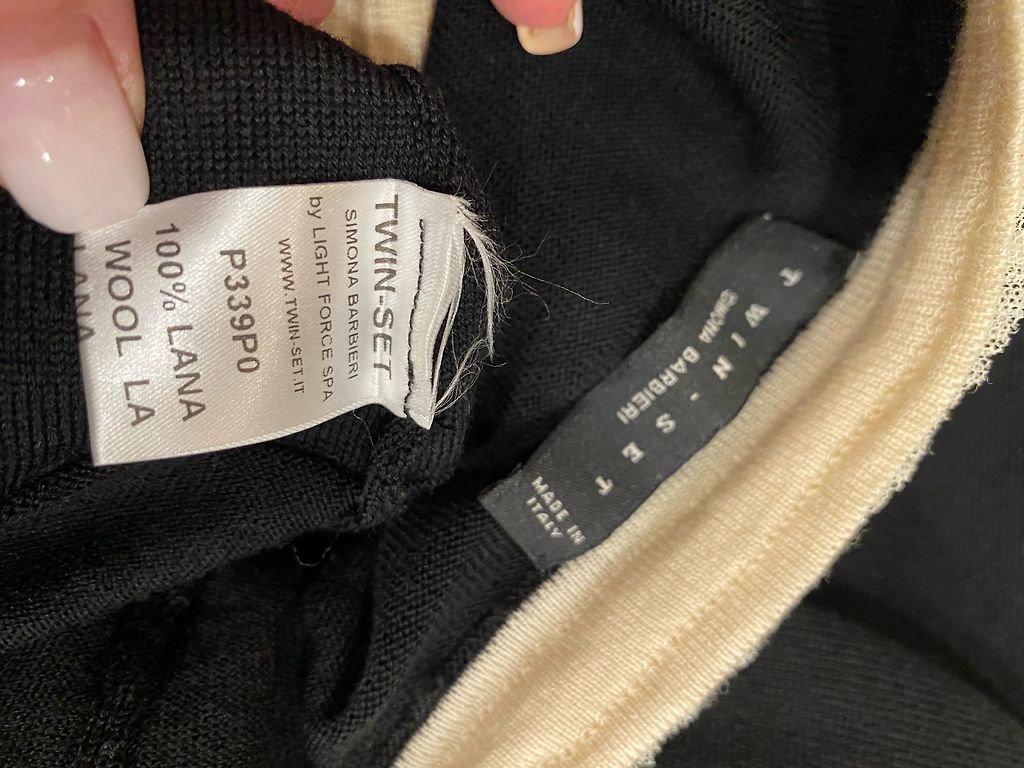 TWIN-SET
SIMONA BARBIERI
by LIGHT FORCE SPA
WWW.TWIN-SET.IT
P339P0
100% LANA
WOOL LA
LANA
TWIN-SET
SIMONA BARBIERI
MADE IN
ITALY